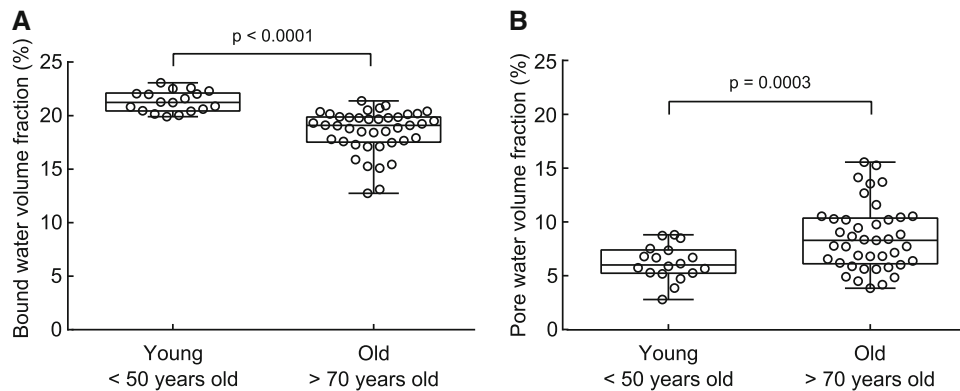 A
Bound water volume fraction (%)
25
20
15
10
5
0
p < 0.0001
Young
< 50 years old
Old
> 70 years old
B
Pore water volume fraction (%)
25
20
15
10
5
0
p = 0.0003
Young
< 50 years old
Old
> 70 years old